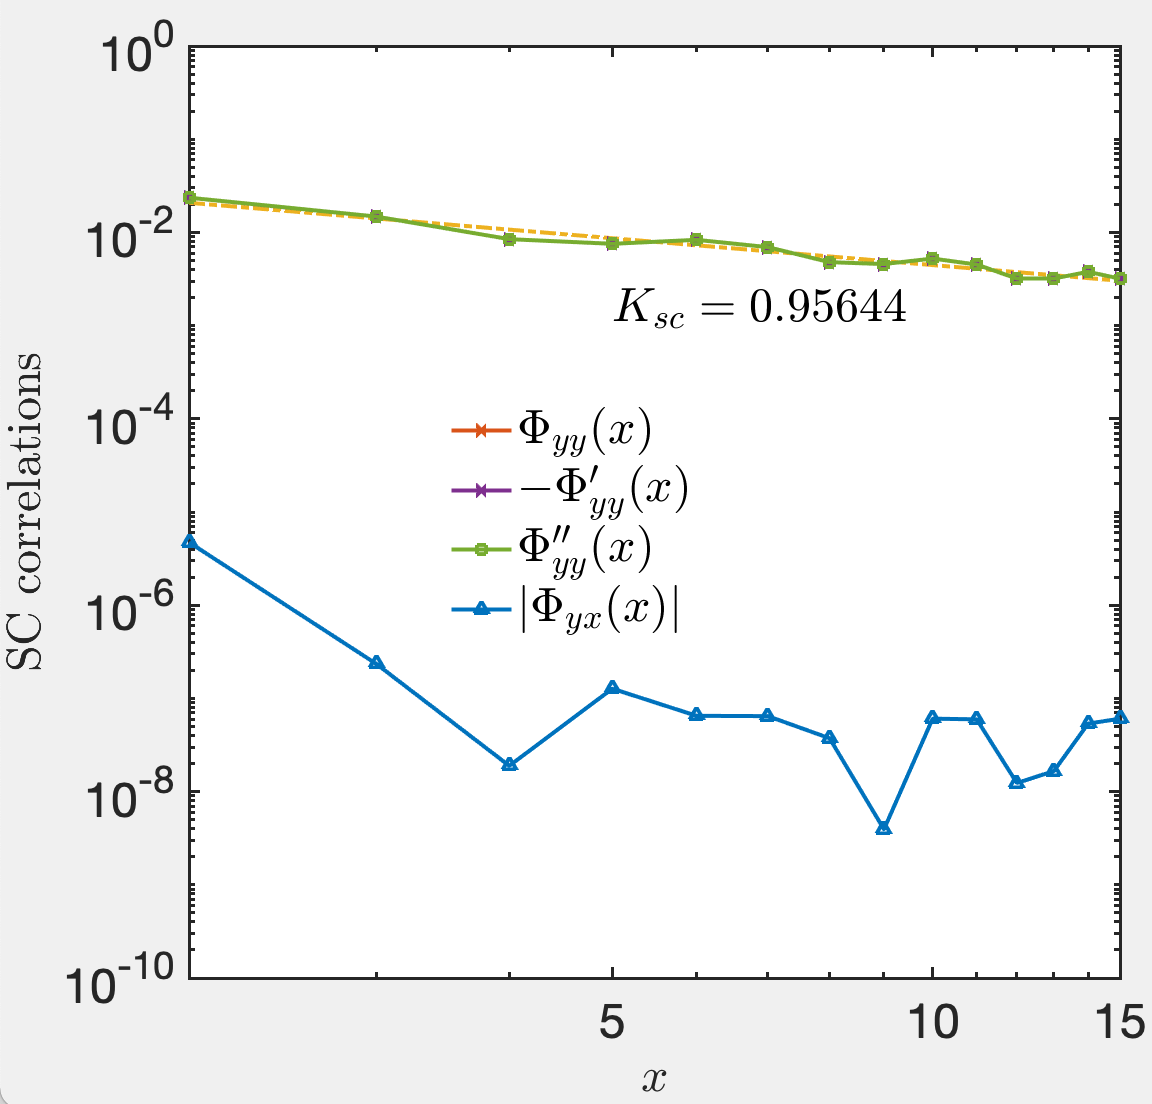 10^0
10^-2
10^-4
10^-6
10^-8
10^-10
SC correlations
K_sc = 0.95644
Φ_yy(x)
−Φ′_yy(x)
Φ″_yy(x)
|Φ_yx(x)|
5 10 15
x